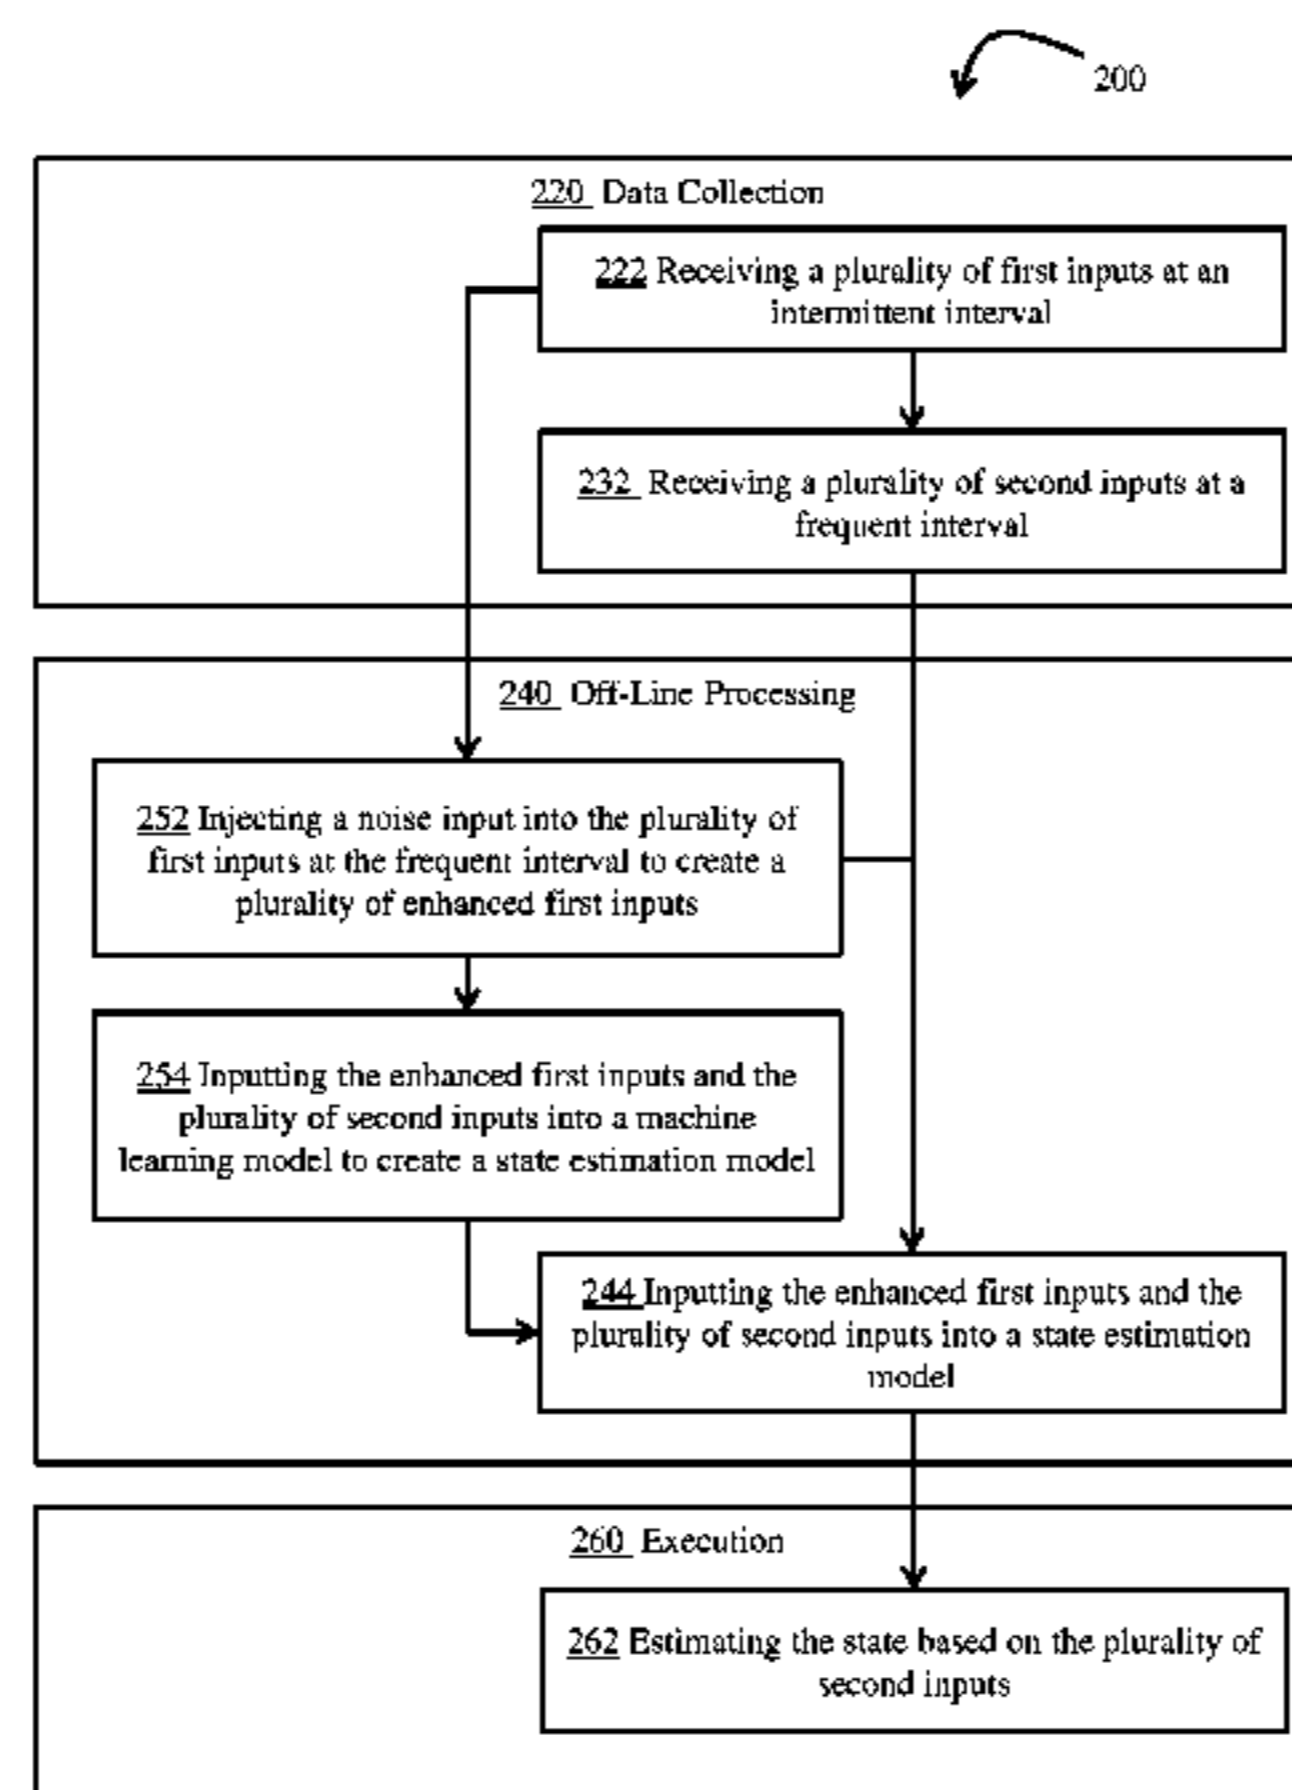 200
220 Data Collection
222 Receiving a plurality of first inputs at an
intermittent interval
232 Receiving a plurality of second inputs at a
frequent interval
240 Off-Line Processing
252 Injecting a noise input into the plurality of
first inputs at the frequent interval to create a
plurality of enhanced first inputs
254 Inputting the enhanced first inputs and the
plurality of second inputs into a machine
learning model to create a state estimation model
244 Inputting the enhanced first inputs and the
plurality of second inputs into a state estimation
model
260 Execution
262 Estimating the state based on the plurality of
second inputs